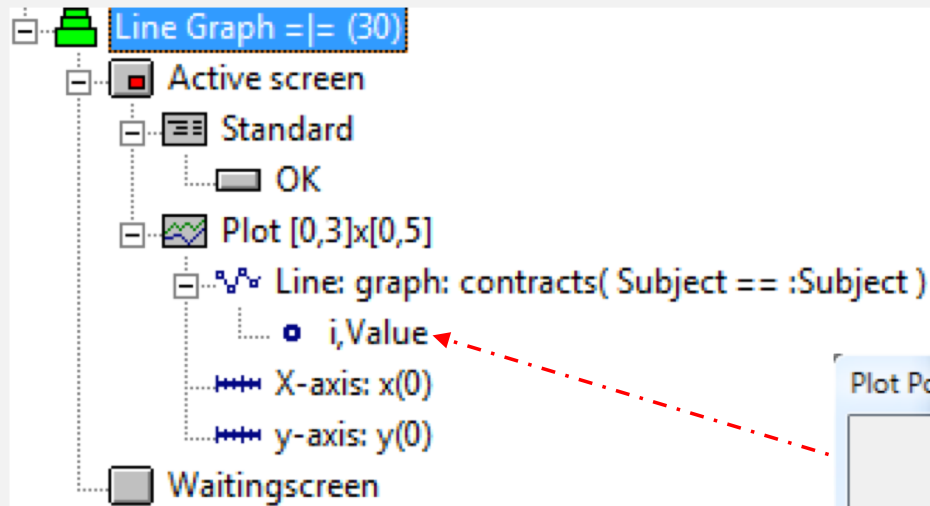 Line Graph =|= (30)
Active screen
Standard
OK
Plot [0,3]x[0,5]
Line: graph: contracts( Subject == :Subject )
i,Value
X-axis: x(0)
y-axis: y(0)
Waitingscreen
Plot